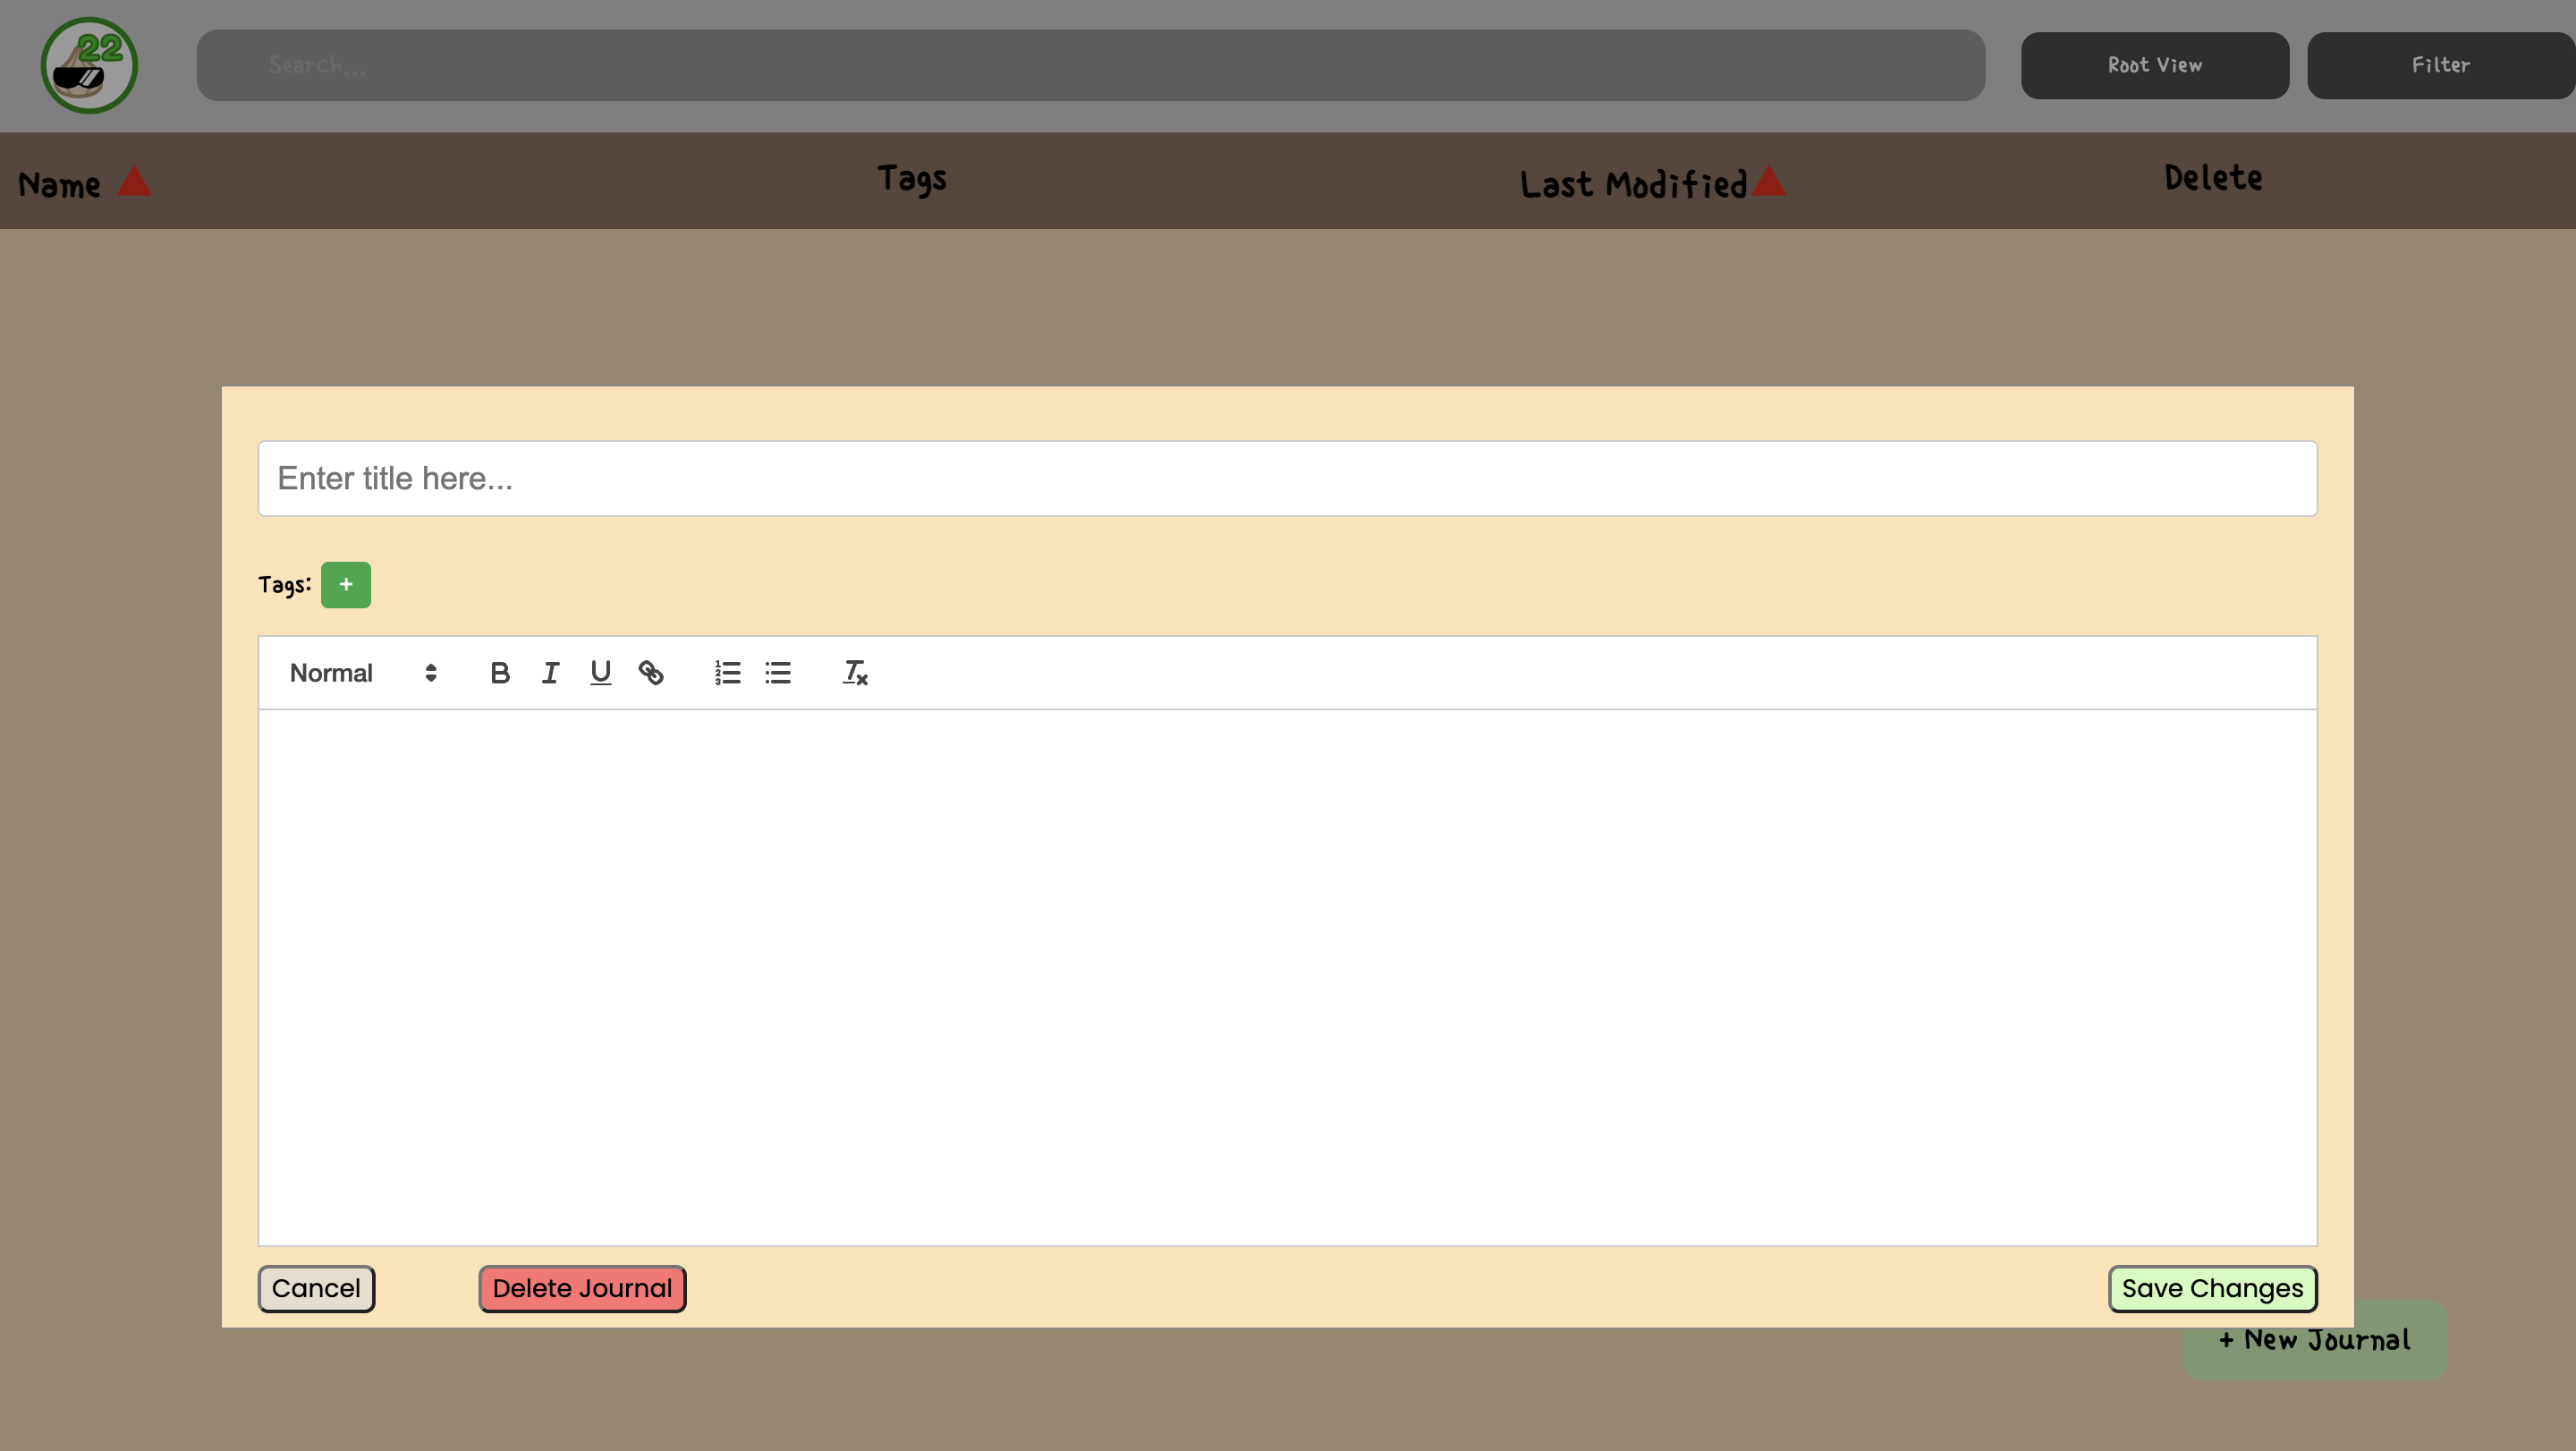 22
Search...
Root View
Filter
Name
Tags
Last Modified
Delete
Enter title here...
Tags: +
Normal
Cancel
Delete Journal
Save Changes
+ New Journal